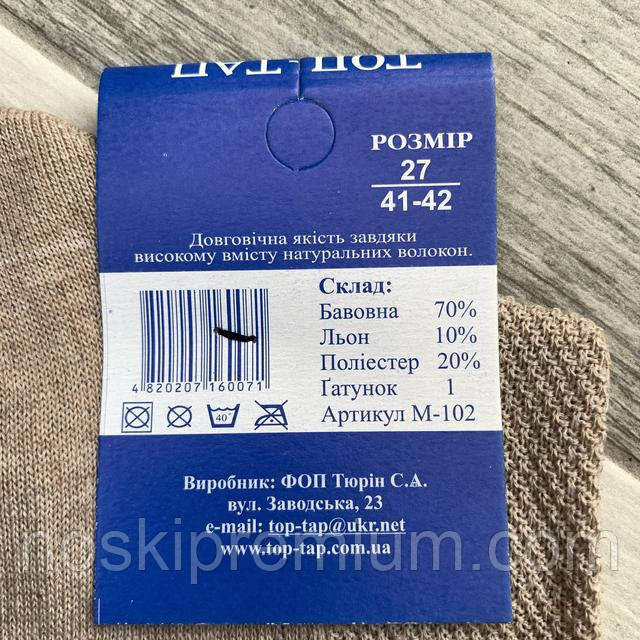 ТОП-ТАП
РОЗМІР
27
41-42
Довговічна якість завдяки
високому вмісту натуральних волокон.
Склад:
Бавовна 70%
Льон 10%
Поліестер 20%
Ґатунок 1
Артикул М-102
4 820207 160071
40°
Виробник: ФОП Тюрін С.А.
вул. Заводська, 23
e-mail: top-tap@ukr.net
www.top-tap.com.ua
noskipremium.com.ua